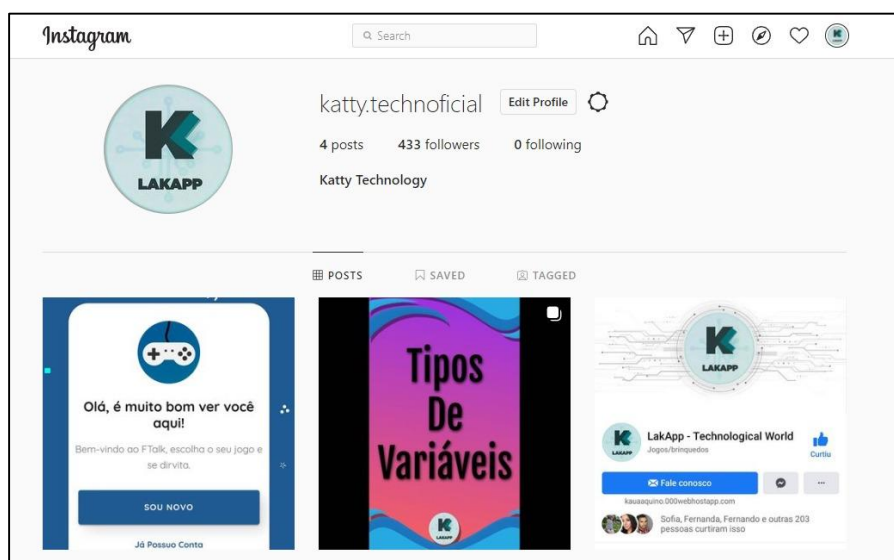 Instagram
Search
katty.technoficial Edit Profile
4 posts 433 followers 0 following
Katty Technology
K
LAKAPP
POSTS SAVED TAGGED
Olá, é muito bom ver você
aqui!
Bem-vindo ao FTalk, escolha o seu jogo e
se dirvita.
SOU NOVO
Já Possuo Conta
Tipos
De
Variáveis
K
LAKAPP
K
LAKAPP
K
LAKAPP
LakApp - Technological World
Jogos/brinquedos
Curtiu
Fale conosco
kauaaquino.000webhostapp.com
Sofia, Fernanda, Fernando e outras 203
pessoas curtiram isso